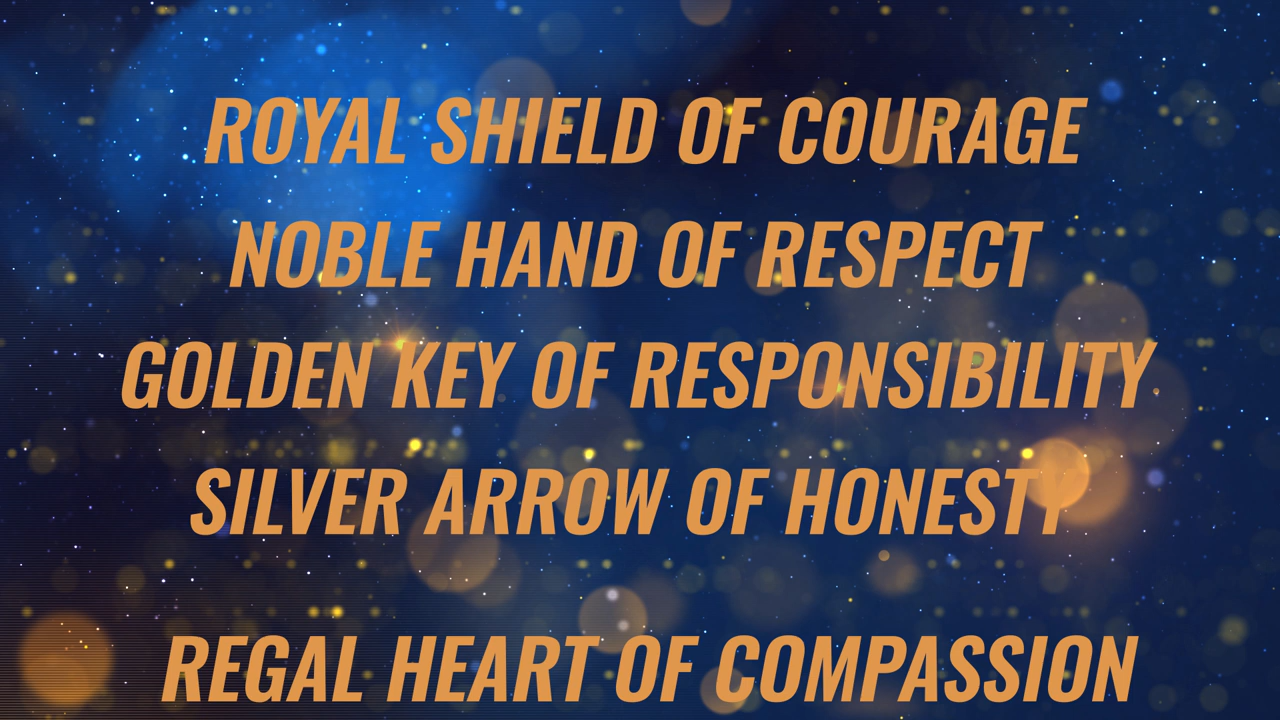 ROYAL SHIELD OF COURAGE
NOBLE HAND OF RESPECT
GOLDEN KEY OF RESPONSIBILITY
SILVER ARROW OF HONESTY
REGAL HEART OF COMPASSION